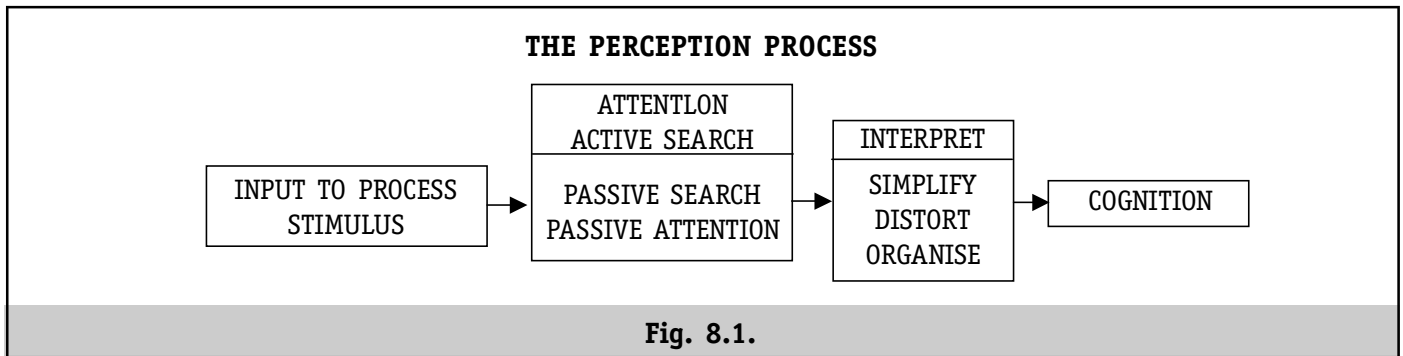 THE PERCEPTION PROCESS
INPUT TO PROCESS
STIMULUS
ATTENTLON
ACTIVE SEARCH
PASSIVE SEARCH
PASSIVE ATTENTION
INTERPRET
SIMPLIFY
DISTORT
ORGANISE
COGNITION
Fig. 8.1.